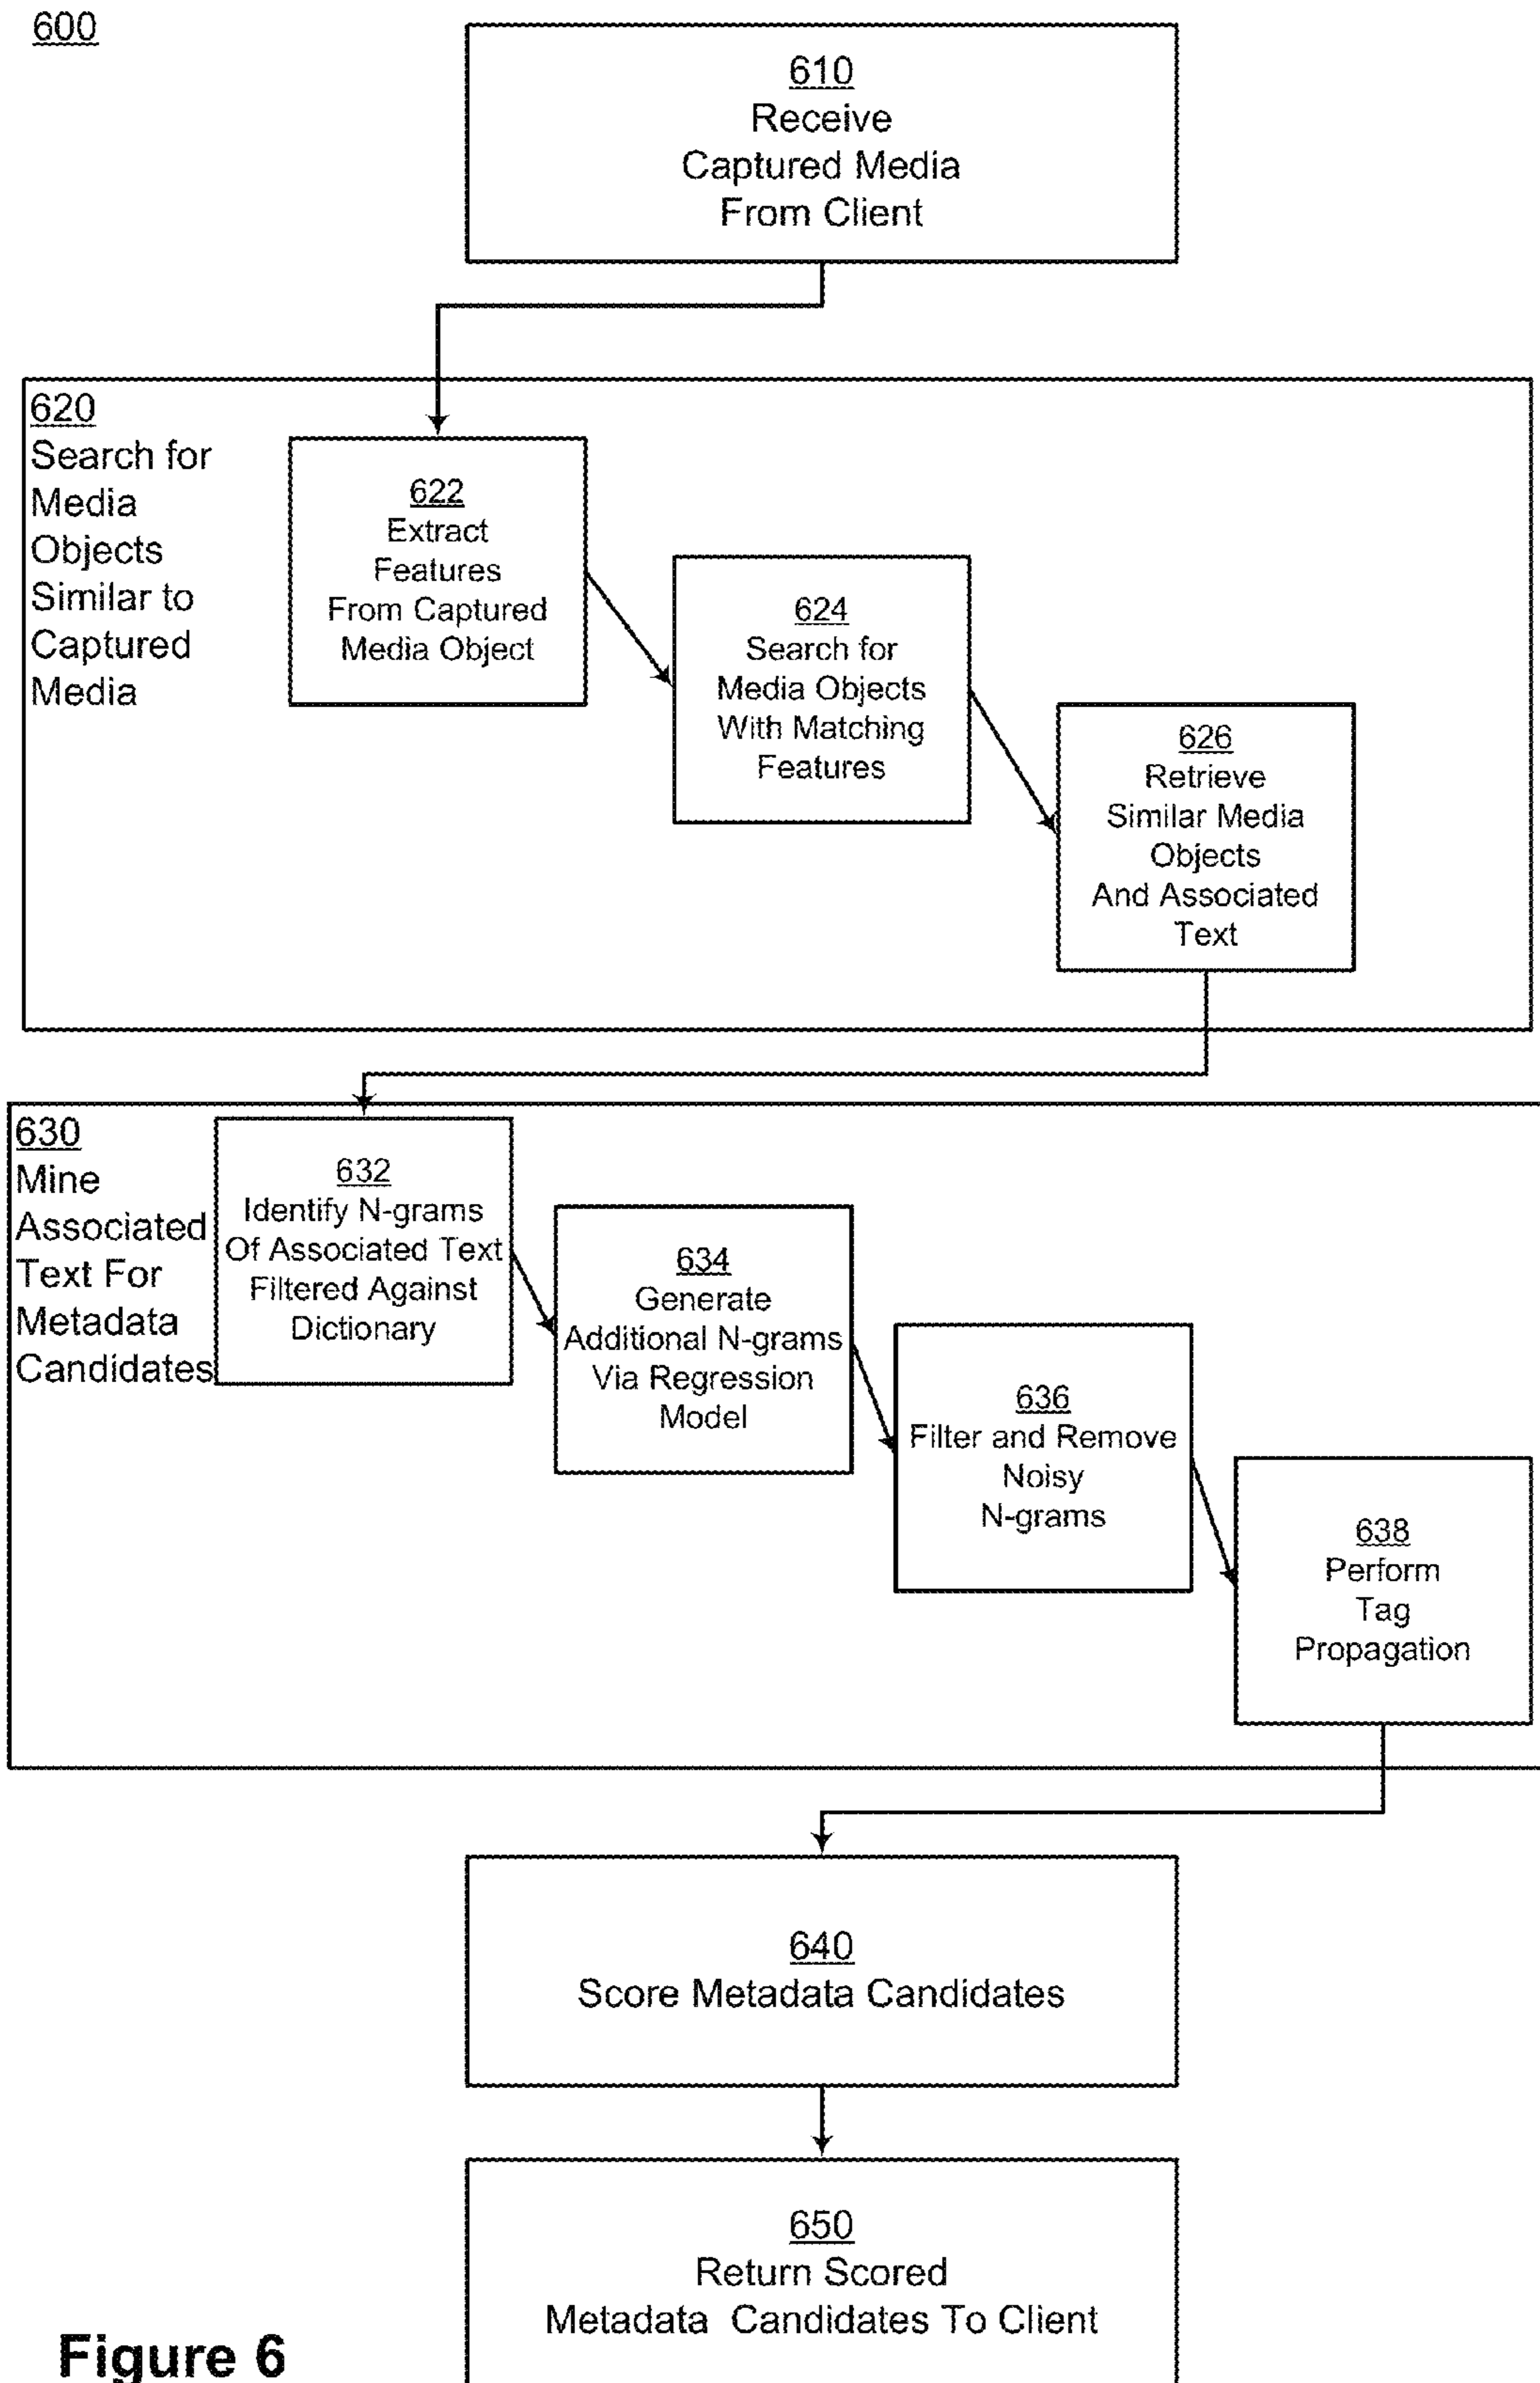 600
610
Receive
Captured Media
From Client
620
Search for
Media
Objects
Similar to
Captured
Media
622
Extract
Features
From Captured
Media Object
624
Search for
Media Objects
With Matching
Features
626
Retrieve
Similar Media
Objects
And Associated
Text
630
Mine
Associated
Text For
Metadata
Candidates
632
Identify N-grams
Of Associated Text
Filtered Against
Dictionary
634
Generate
Additional N-grams
Via Regression
Model
636
Filter and Remove
Noisy
N-grams
638
Perform
Tag
Propagation
640
Score Metadata Candidates
650
Return Scored
Metadata Candidates To Client
Figure 6